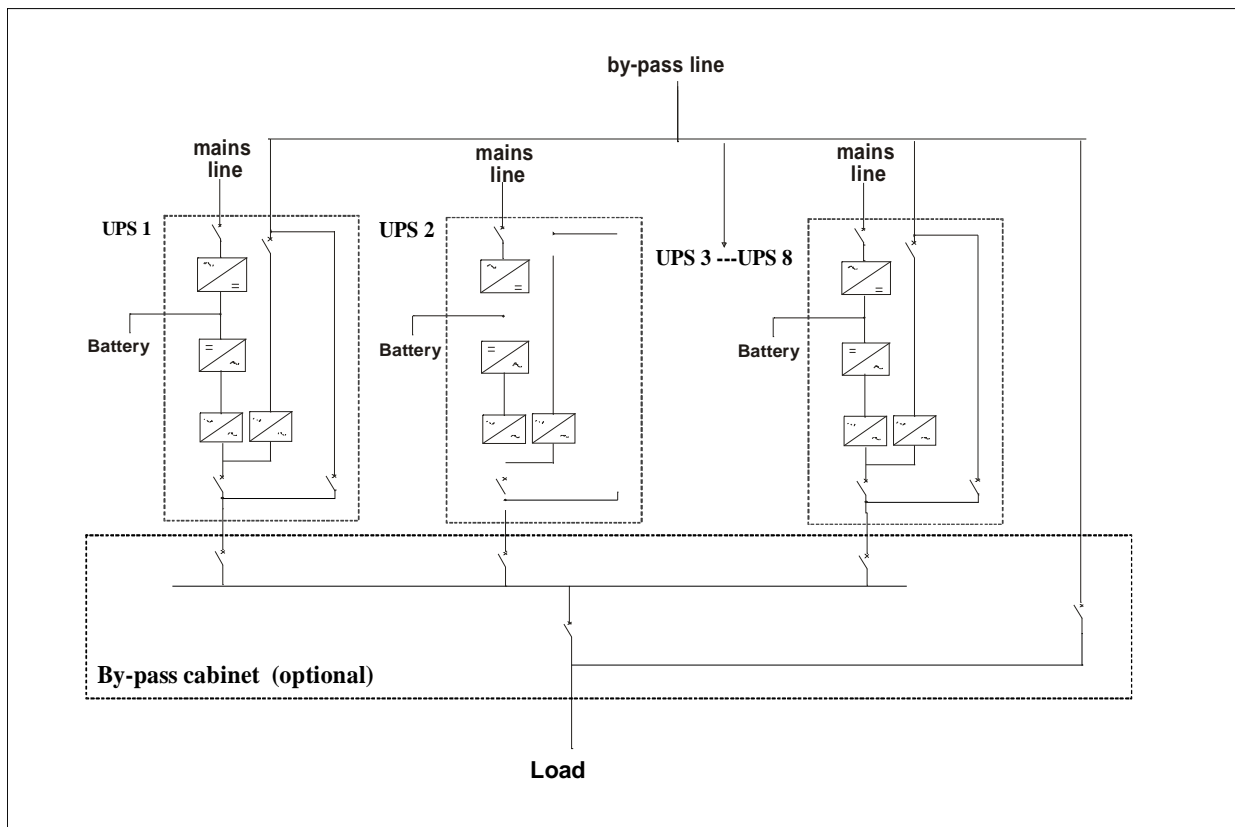 by-pass line
mains
line
mains
line
mains
line
UPS 1
UPS 2
UPS 3 ---UPS 8
Battery
Battery
Battery
By-pass cabinet (optional)
Load